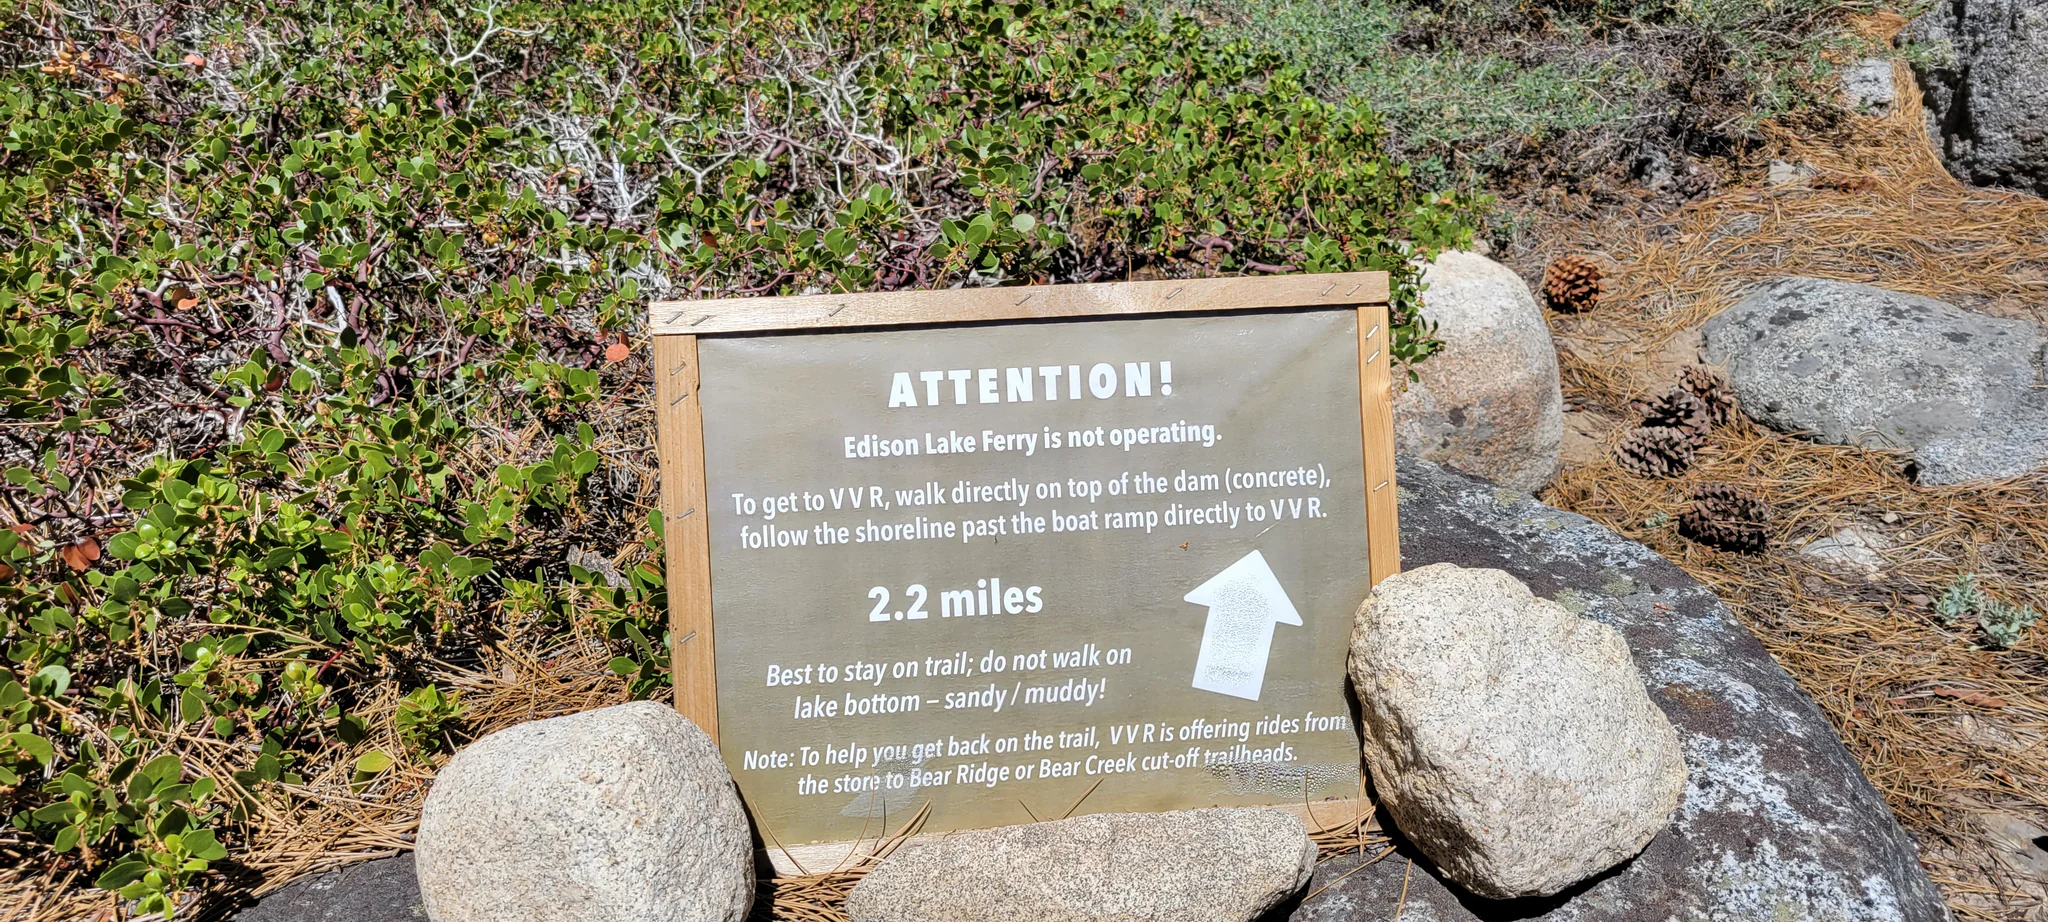 ATTENTION!
Edison Lake Ferry is not operating.
To get to V V R, walk directly on top of the dam (concrete),
follow the shoreline past the boat ramp directly to V V R.
2.2 miles
Best to stay on trail; do not walk on
lake bottom – sandy / muddy!
Note: To help you get back on the trail, V V R is offering rides from
the store to Bear Ridge or Bear Creek cut-off trailheads.